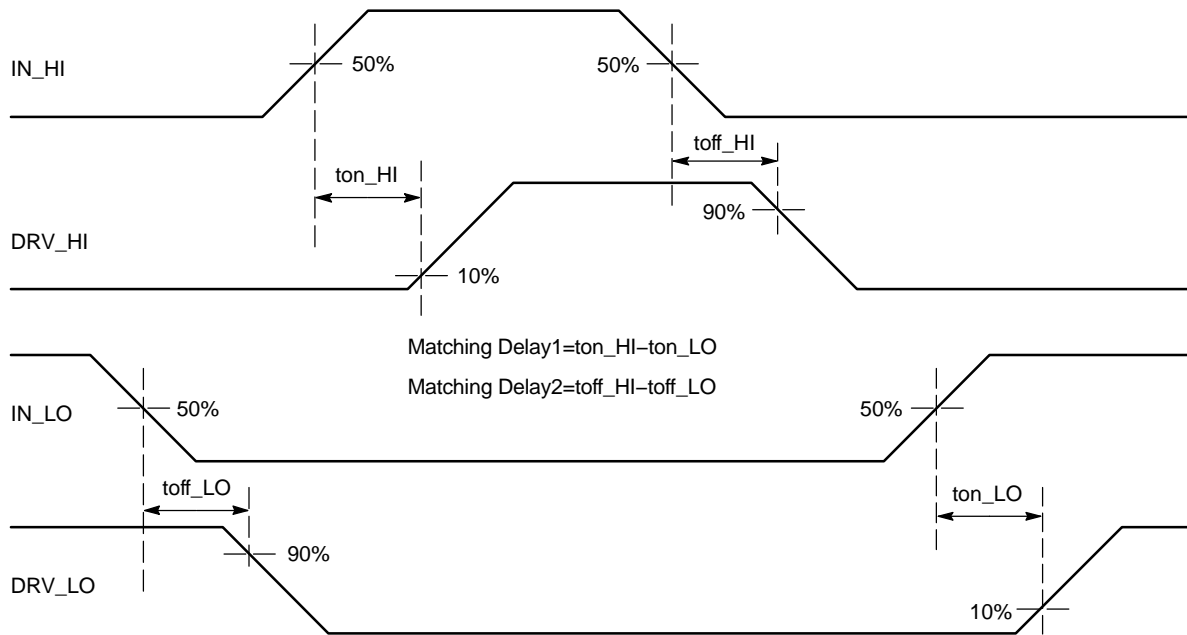 IN_HI
50%
50%
toff_HI
ton_HI
90%
DRV_HI
10%
Matching Delay1=ton_HI−ton_LO
Matching Delay2=toff_HI−toff_LO
IN_LO
50%
50%
toff_LO
ton_LO
90%
DRV_LO
10%